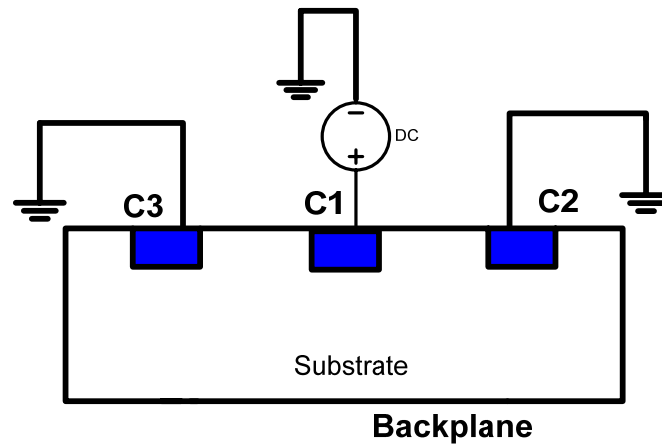 −
DC
+
C3
C1
C2
Substrate
Backplane